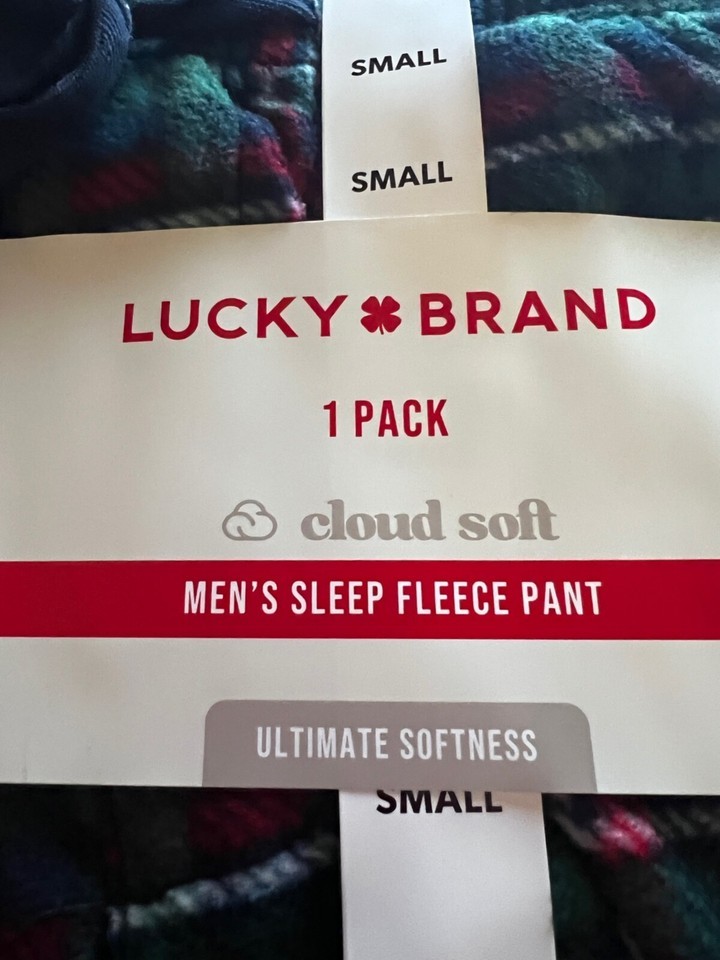 SMALL
SMALL
LUCKY BRAND
1 PACK
cloud soft
MEN'S SLEEP FLEECE PANT
ULTIMATE SOFTNESS
SMALL